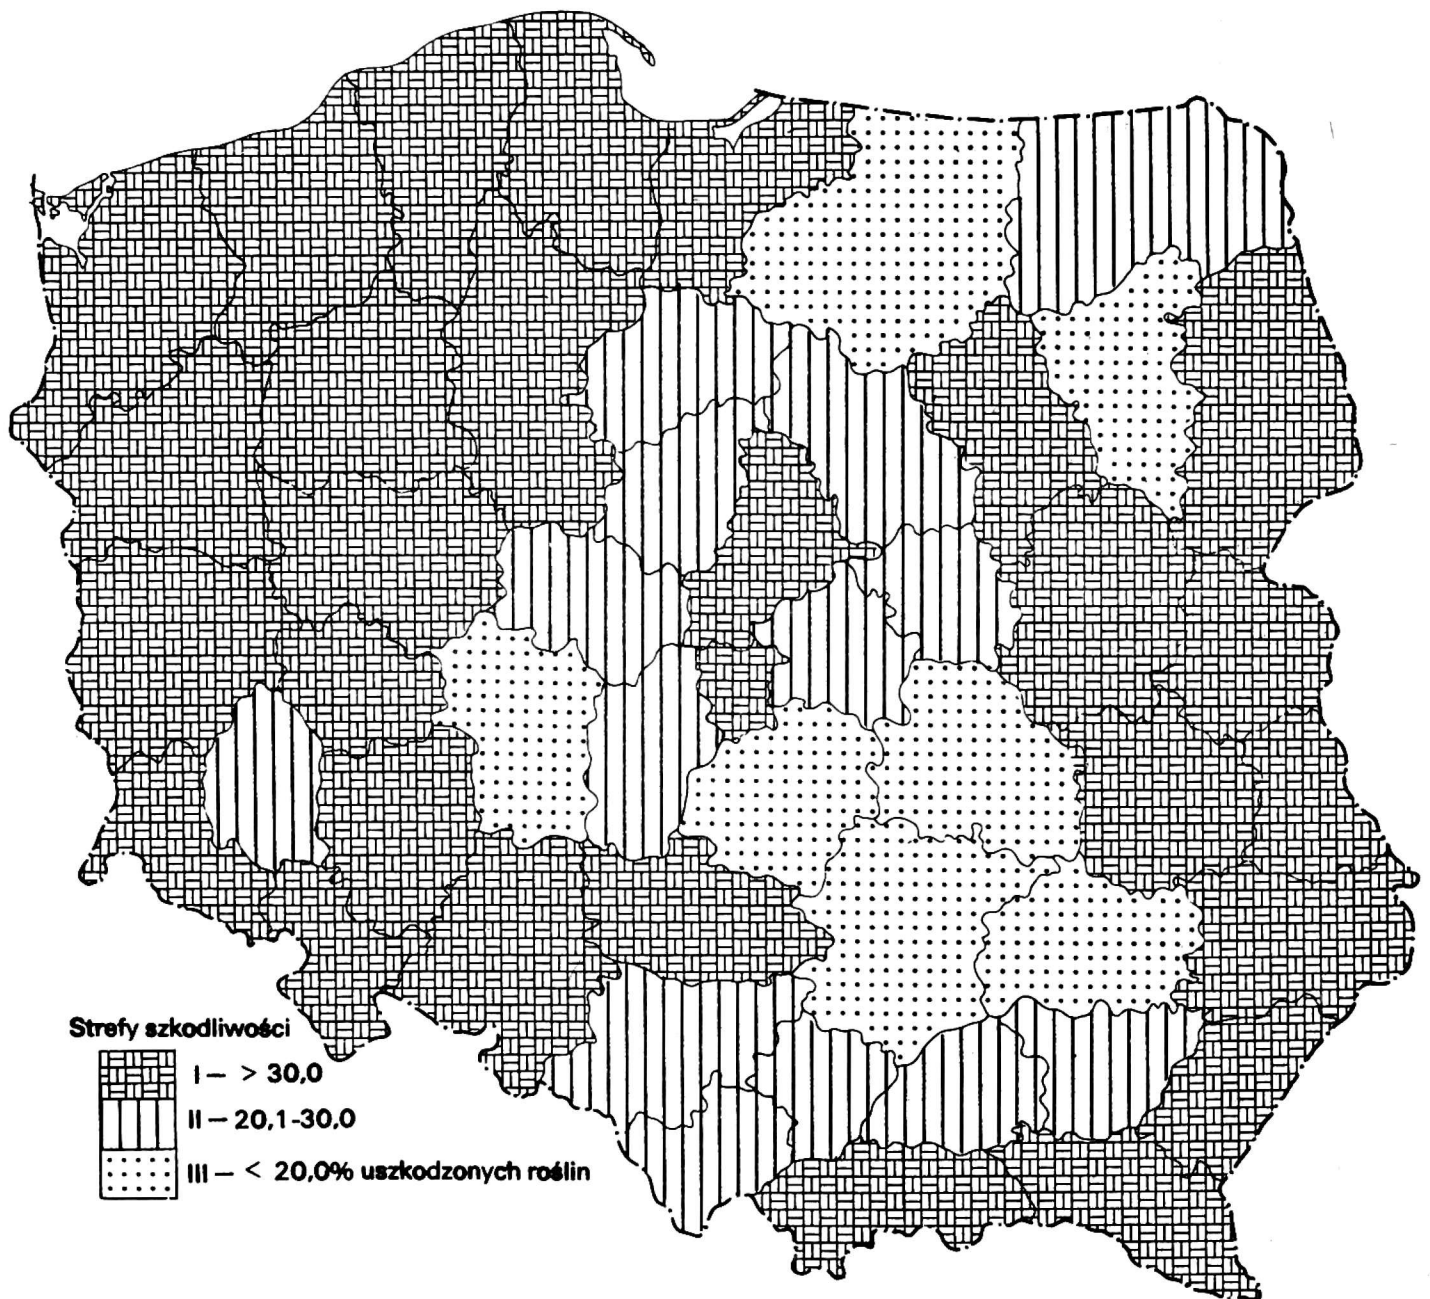 Strefy szkodliwości
I — > 30,0
II — 20,1-30,0
III — < 20,0% uszkodzonych roślin